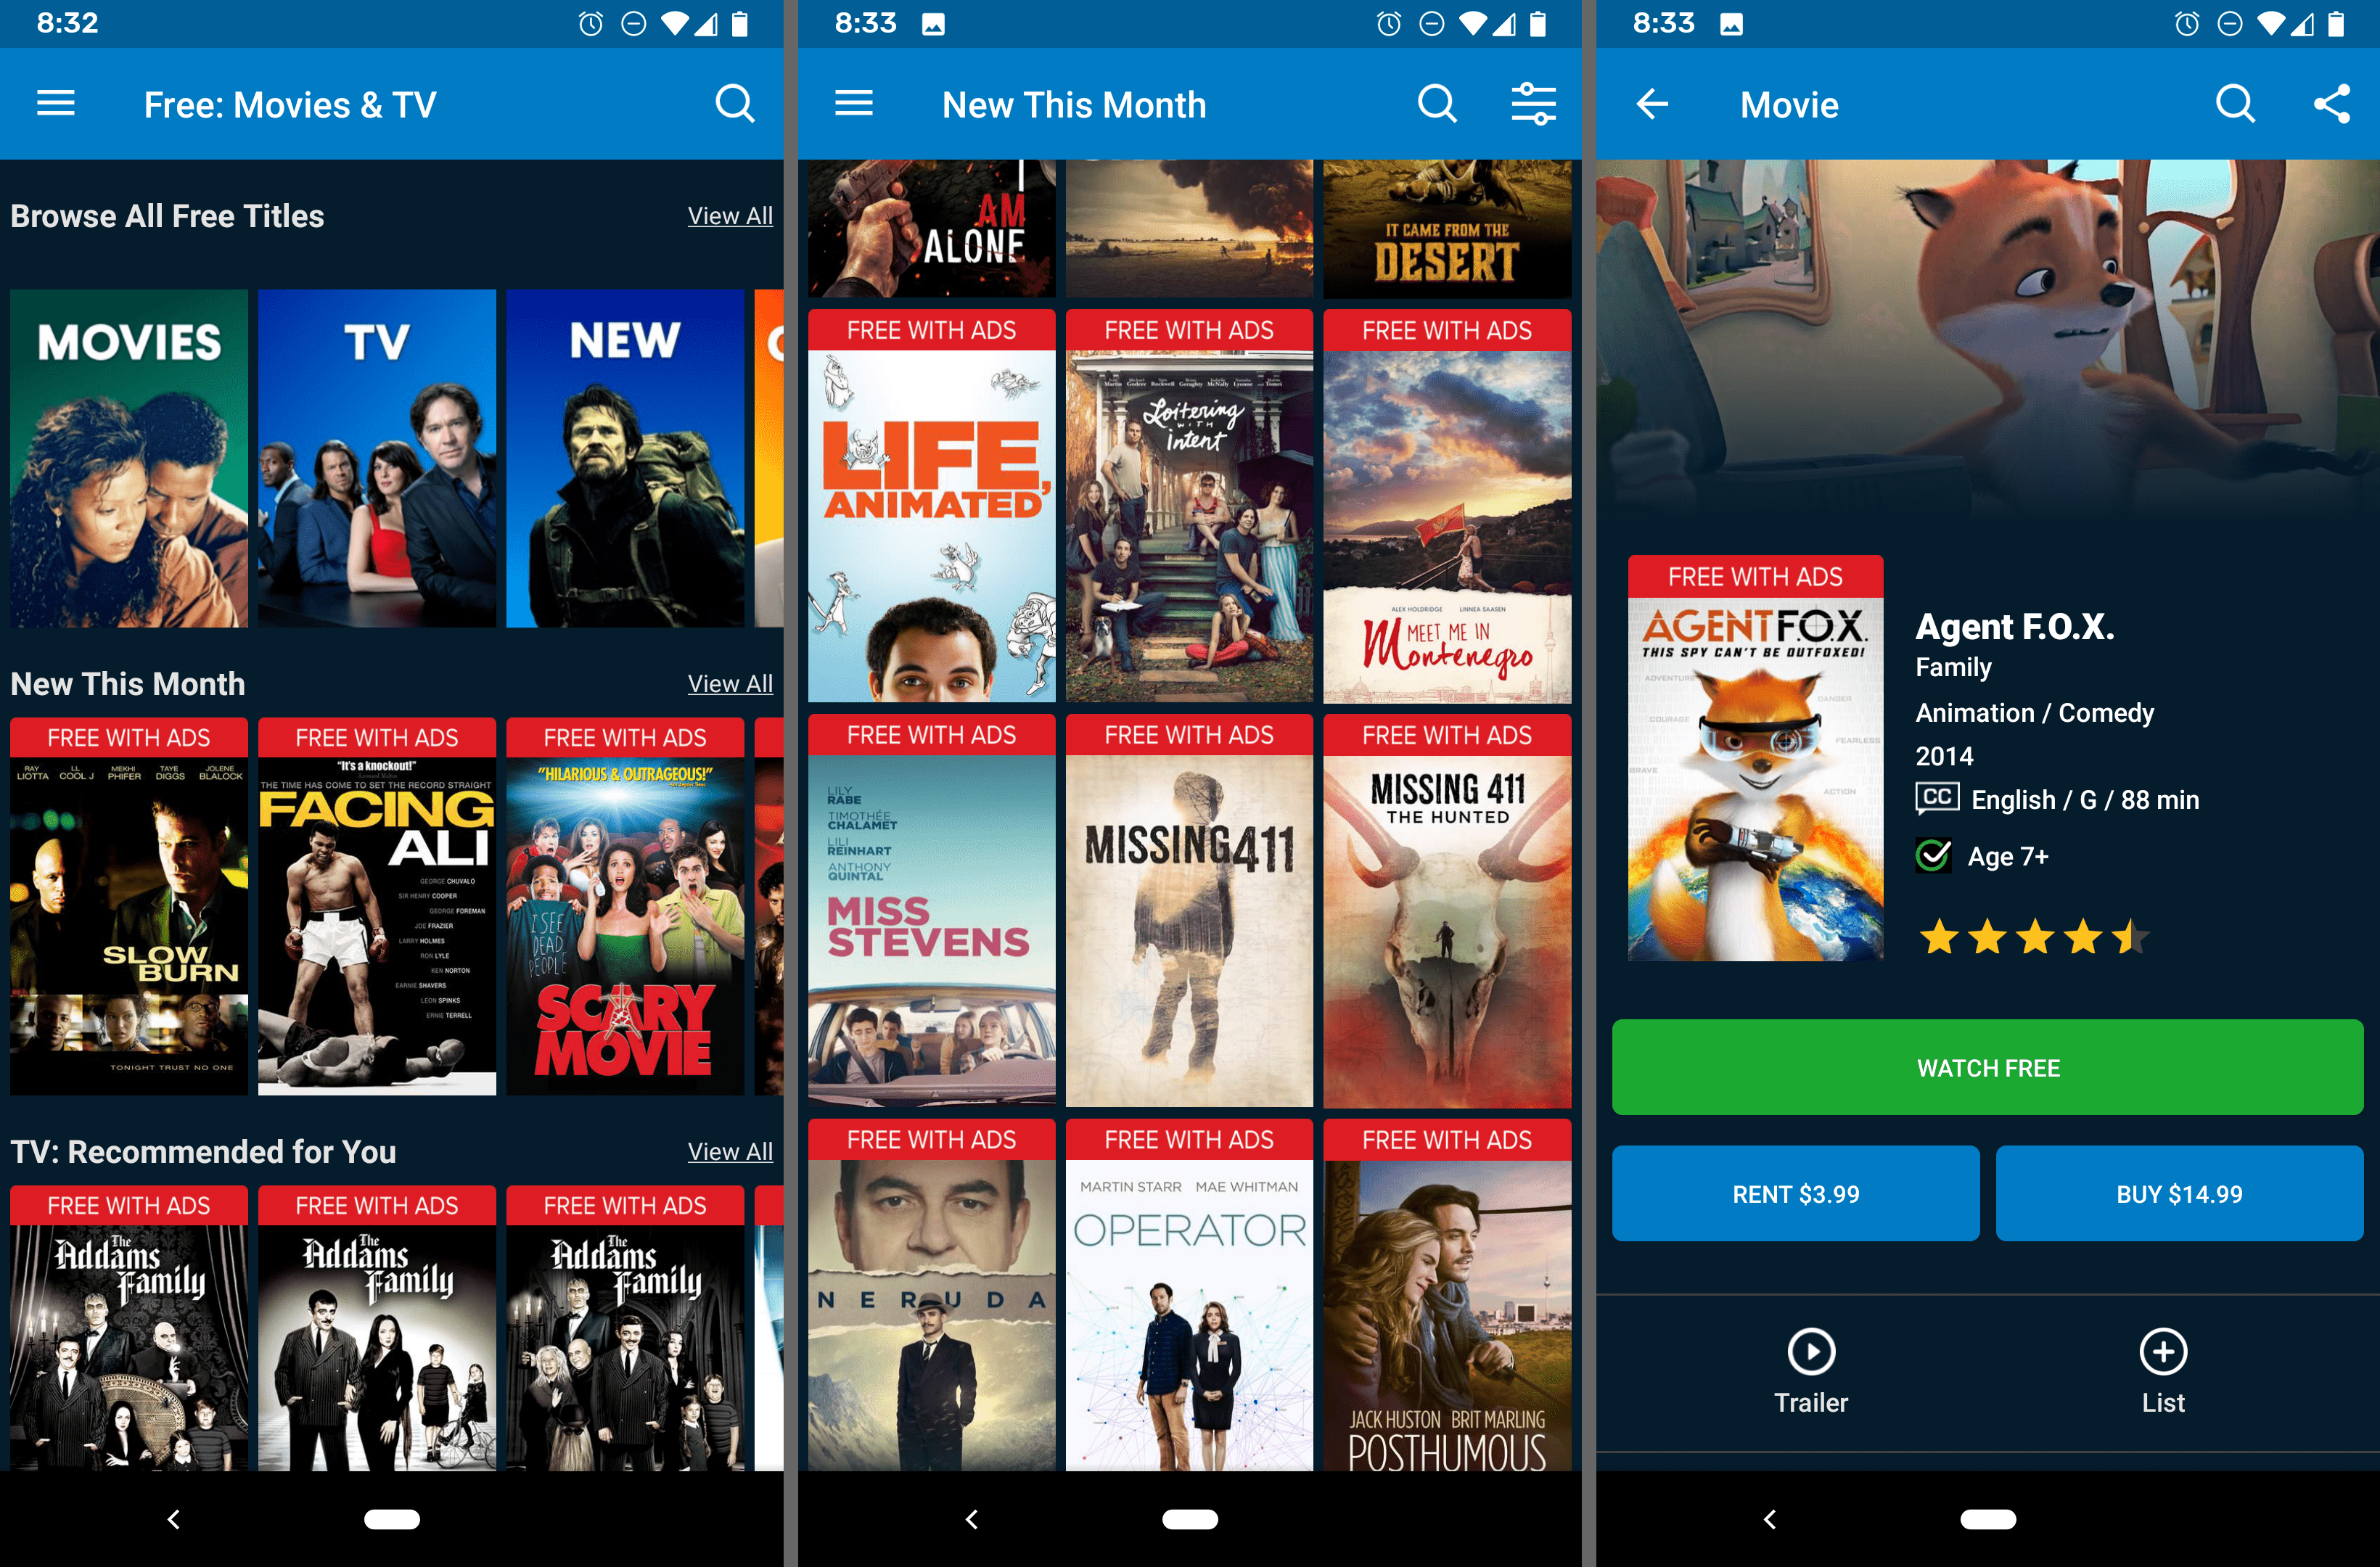 8:32
Free: Movies & TV
Browse All Free Titles
View All
MOVIES
TV
NEW
New This Month
View All
FREE WITH ADS
FREE WITH ADS
FREE WITH ADS
RAY LIOTTA
LL COOL J
MEKHI PHIFER
TAYE DIGGS
JOLENE BLALOCK
SLOW
BURN
TONIGHT TRUST NO ONE
"It's a knockout!"
THE TIME HAS COME TO SET THE RECORD STRAIGHT
FACING
ALI
GEORGE CHUVALO
SIR HENRY COOPER
GEORGE FOREMAN
JOE FRAZIER
LARRY HOLMES
RON LYLE
KEN NORTON
EARNIE SHAVERS
LEON SPINKS
ERNIE TERRELL
"HILARIOUS & OUTRAGEOUS!"
I SEE
DEAD
PEOPLE
SCARY
MOVIE
TV: Recommended for You
View All
FREE WITH ADS
FREE WITH ADS
FREE WITH ADS
The
Addams
Family
The
Addams
Family
The
Addams
Family
8:33
New This Month
I
AM
ALONE
IT CAME FROM THE
DESERT
FREE WITH ADS
FREE WITH ADS
FREE WITH ADS
LIFE,
ANIMATED
Loitering
WITH
Intent
ALEX HOLDRIDGE LINNEA SAASEN
MEET ME IN
Montenegro
FREE WITH ADS
FREE WITH ADS
FREE WITH ADS
LILY
RABE
TIMOTHÉE
CHALAMET
LILI
REINHART
ANTHONY
QUINTAL
MISS
STEVENS
MISSING 411
MISSING 411
THE HUNTED
FREE WITH ADS
FREE WITH ADS
FREE WITH ADS
NERUDA
MARTIN STARR MAE WHITMAN
OPERATOR
JACK HUSTON BRIT MARLING
POSTHUMOUS
8:33
Movie
FREE WITH ADS
AGENT F.O.X.
THIS SPY CAN'T BE OUTFOXED!
ADVENTURE
DANGER
COURAGE
FEARLESS
BRAVE
ACTION
Agent F.O.X.
Family
Animation / Comedy
2014
CC English / G / 88 min
Age 7+
WATCH FREE
RENT $3.99
BUY $14.99
Trailer
List